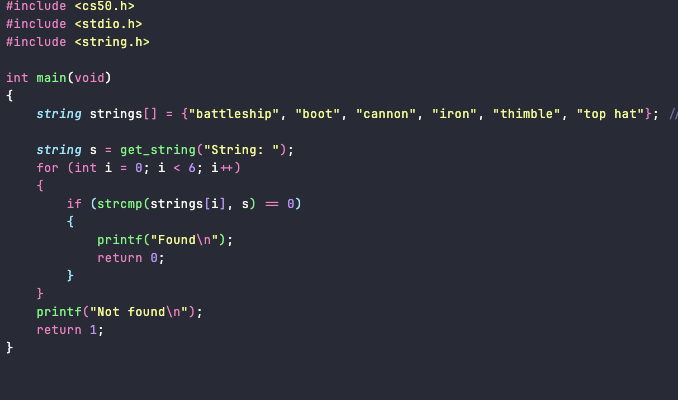 #include <cs50.h>
#include <stdio.h>
#include <string.h>

int main(void)
{
    string strings[] = {"battleship", "boot", "cannon", "iron", "thimble", "top hat"}; //

    string s = get_string("String: ");
    for (int i = 0; i < 6; i++)
    {
        if (strcmp(strings[i], s) == 0)
        {
            printf("Found\n");
            return 0;
        }
    }
    printf("Not found\n");
    return 1;
}